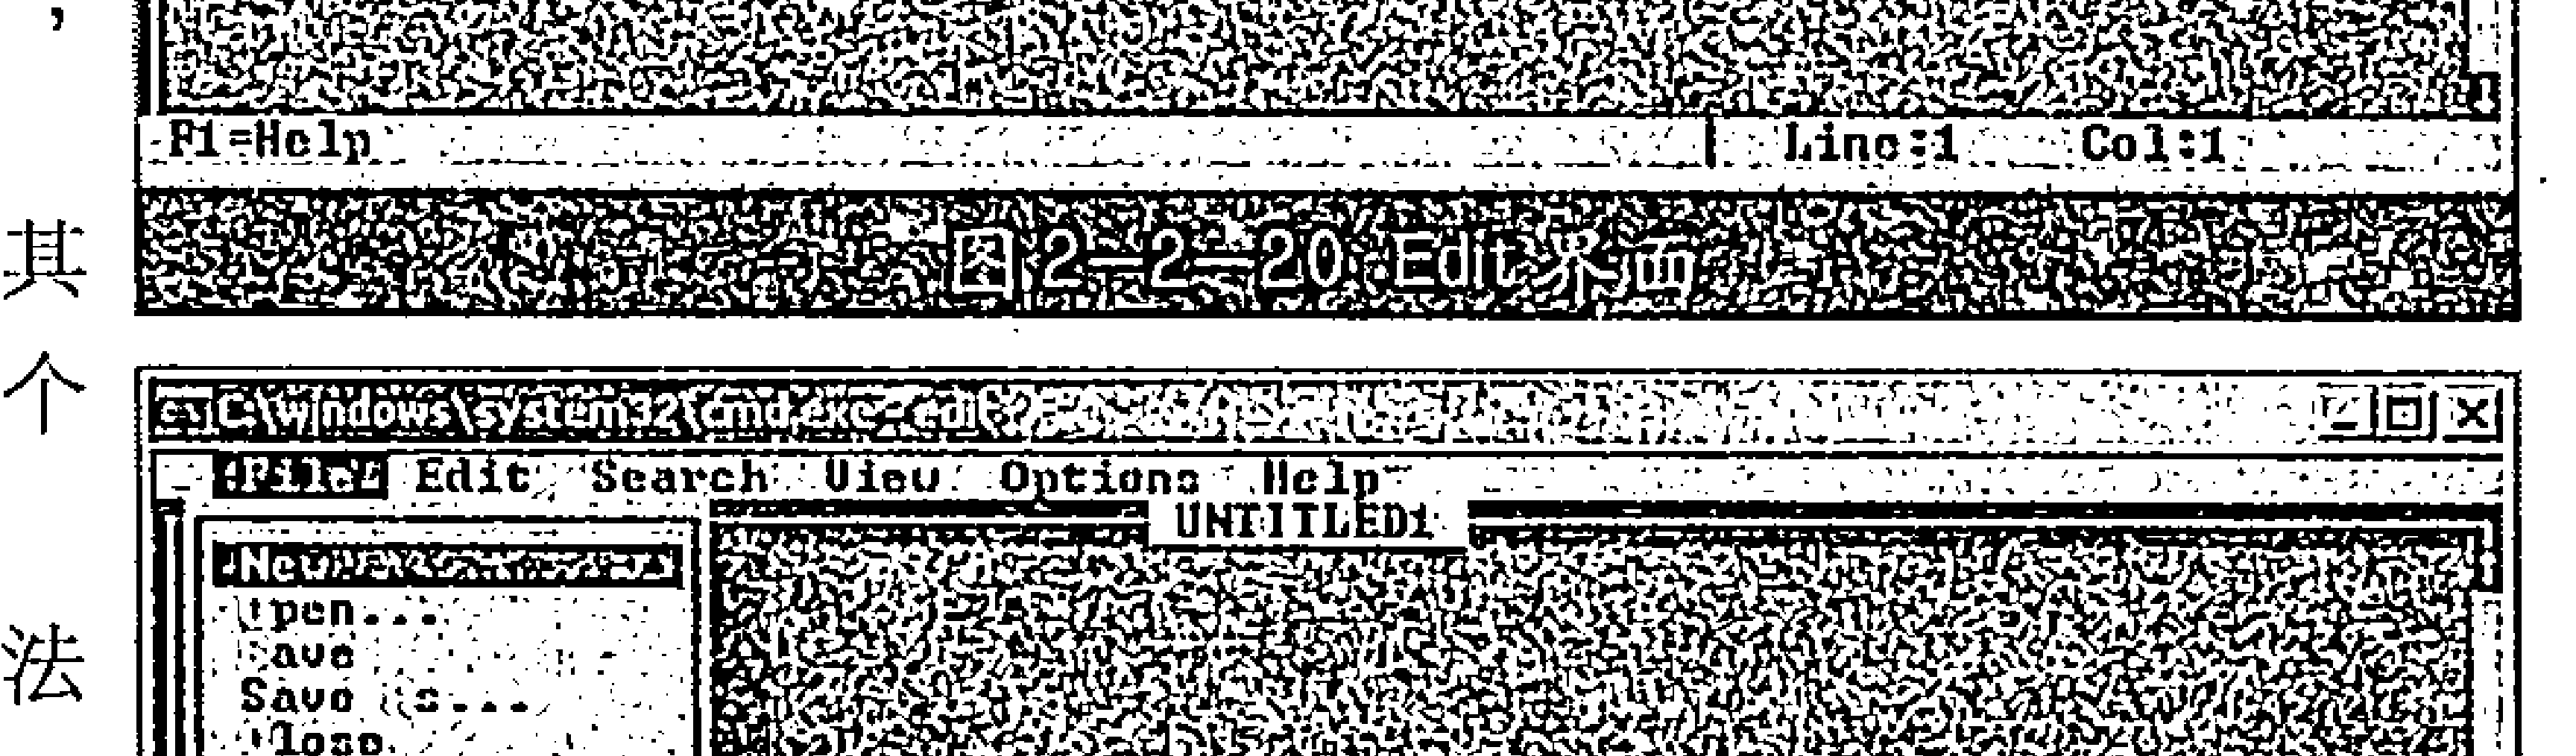 ，
F1=Help Line:1 Col:1
其
图 2-2-20 Edit界面
个
C:\Windows\system32\cmd.exe - edit
File Edit Search View Options Help
UNTITLED1
New
Open...
Save
法
Save As...
Close